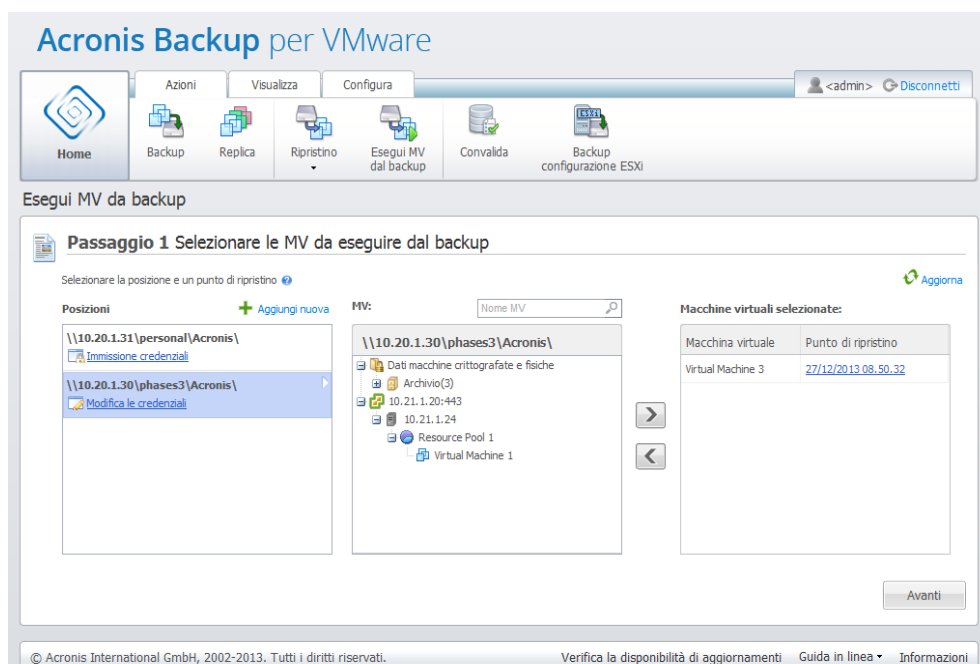 Acronis Backup per VMware
Azioni
Visualizza
Configura
<admin>
Disconnetti
Home
Backup
Replica
Ripristino
Esegui MV
dal backup
Convalida
Backup
configurazione ESXi
Esegui MV da backup
Passaggio 1 Selezionare le MV da eseguire dal backup
Selezionare la posizione e un punto di ripristino
Aggiorna
Posizioni
Aggiungi nuova
\\10.20.1.31\personal\Acronis\
Immissione credenziali
\\10.20.1.30\phases3\Acronis\
Modifica le credenziali
MV:
Nome MV
\\10.20.1.30\phases3\Acronis\
Dati macchine crittografate e fisiche
Archivio(3)
10.21.1.20:443
10.21.1.24
Resource Pool 1
Virtual Machine 1
Macchine virtuali selezionate:
Macchina virtuale
Punto di ripristino
Virtual Machine 3
27/12/2013 08.50.32
Avanti
© Acronis International GmbH, 2002-2013. Tutti i diritti riservati.
Verifica la disponibilità di aggiornamenti
Guida in linea
Informazioni